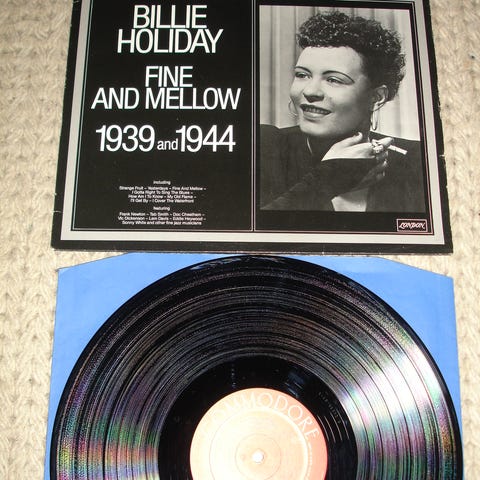 BILLIE
HOLIDAY
FINE
AND MELLOW
1939 and 1944
including
Strange Fruit – Yesterdays – Fine And Mellow –
I Gotta Right To Sing The Blues –
How Am I To Know – My Old Flame –
I'll Get By – I Cover The Waterfront
featuring
Frank Newton – Tab Smith – Doc Cheatham –
Vic Dickenson – Lem Davis – Eddie Heywood –
Sonny White and other fine jazz musicians
LONDON
COMMODORE